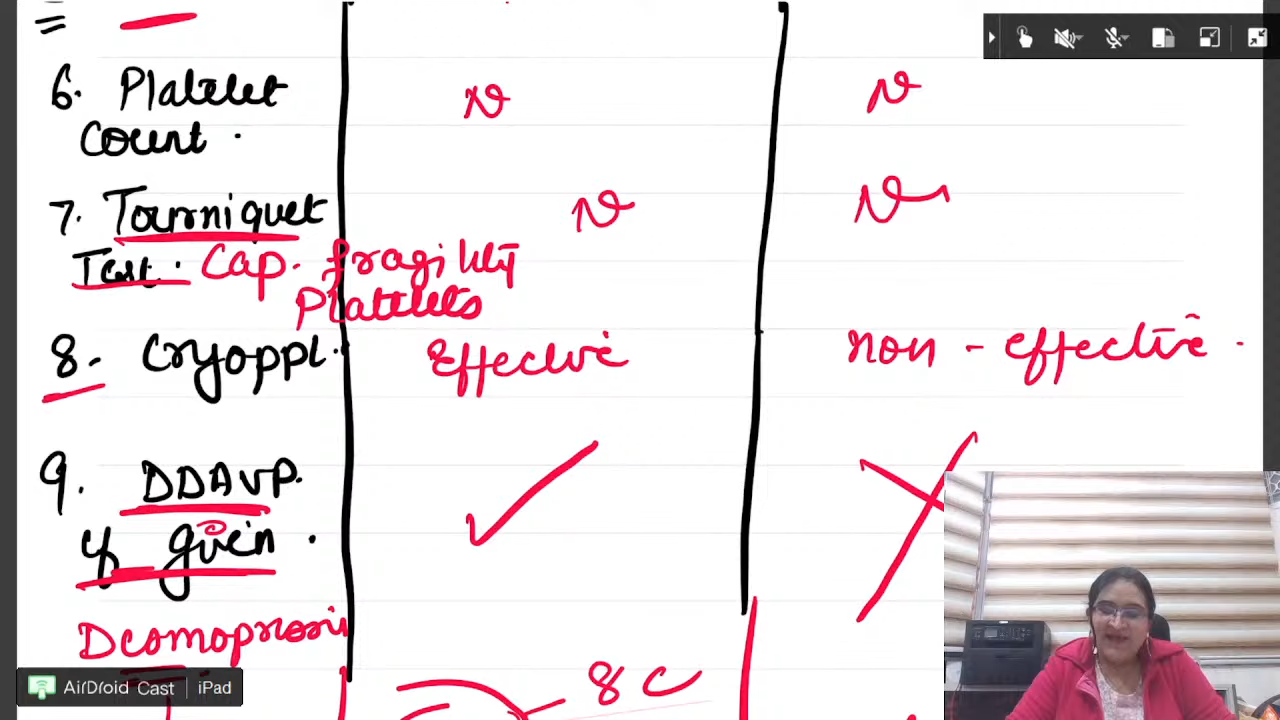 6. Platelet N N
Count.
7. Tourniquet N N
Test. Cap. fragility
Platelets
8. Cryoppt. Effective non-effective.
9. DDAVP.
if given.
Desmopressin
8 C
AirDroid Cast iPad